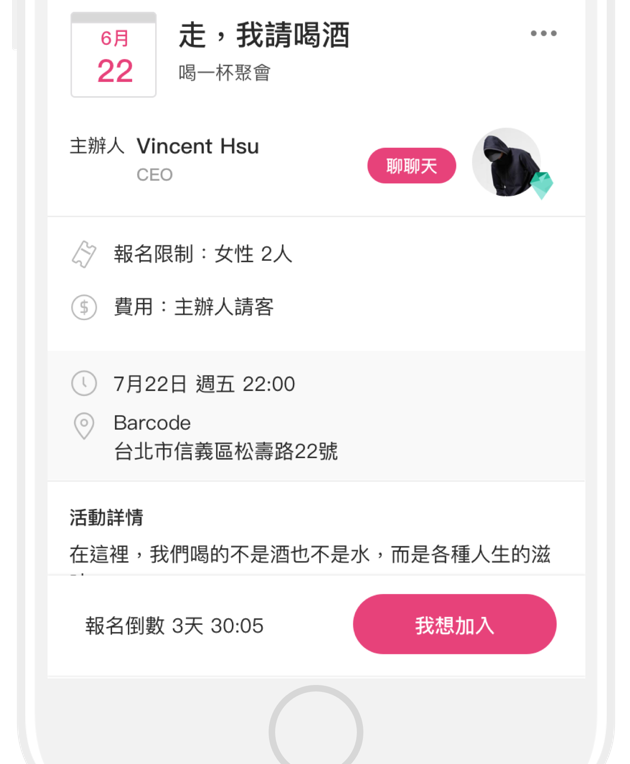 6月
22
走，我請喝酒
喝一杯聚會
主辦人 Vincent Hsu
CEO
聊聊天
報名限制：女性 2人
費用：主辦人請客
7月22日 週五 22:00
Barcode
台北市信義區松壽路22號
活動詳情
在這裡，我們喝的不是酒也不是水，而是各種人生的滋
報名倒數 3天 30:05
我想加入